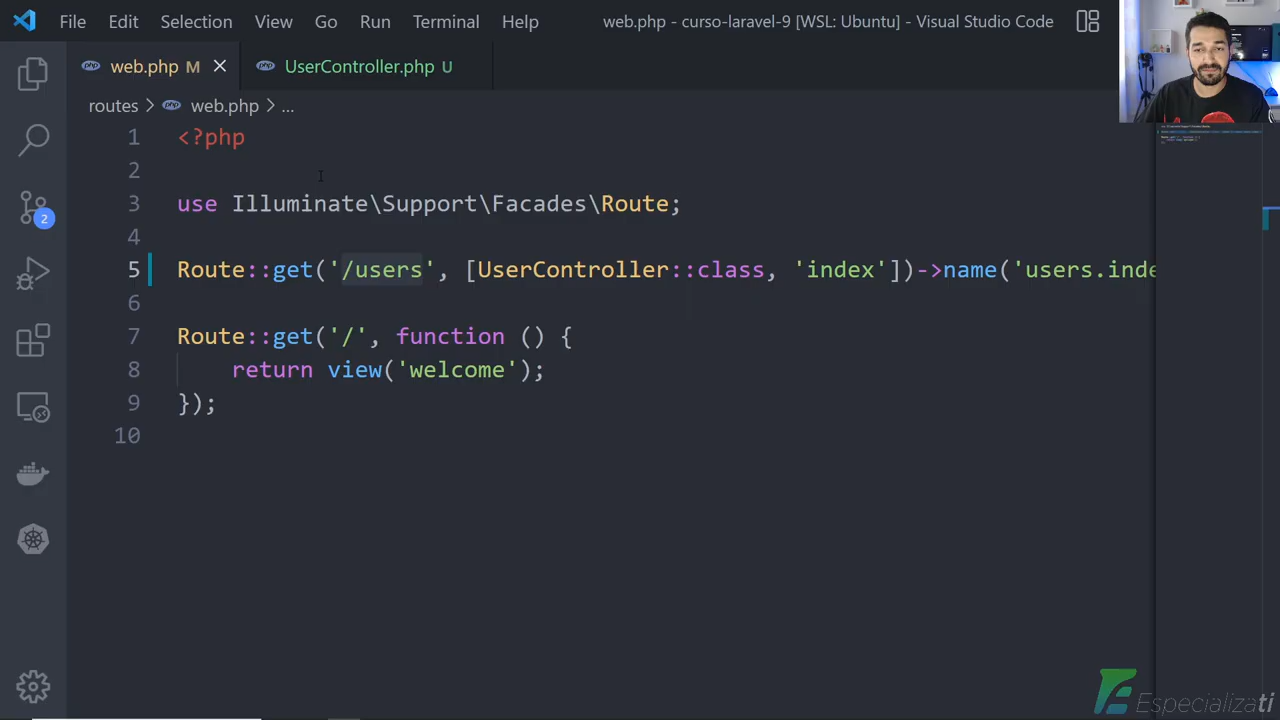 File Edit Selection View Go Run Terminal Help web.php - curso-laravel-9 [WSL: Ubuntu] - Visual Studio Code
web.php M UserController.php U
routes > web.php > ...
1 <?php
2
3 use Illuminate\Support\Facades\Route;
4
5 Route::get('/users', [UserController::class, 'index'])->name('users.inde
6
7 Route::get('/', function () {
8 return view('welcome');
9 });
10
2
Especializati